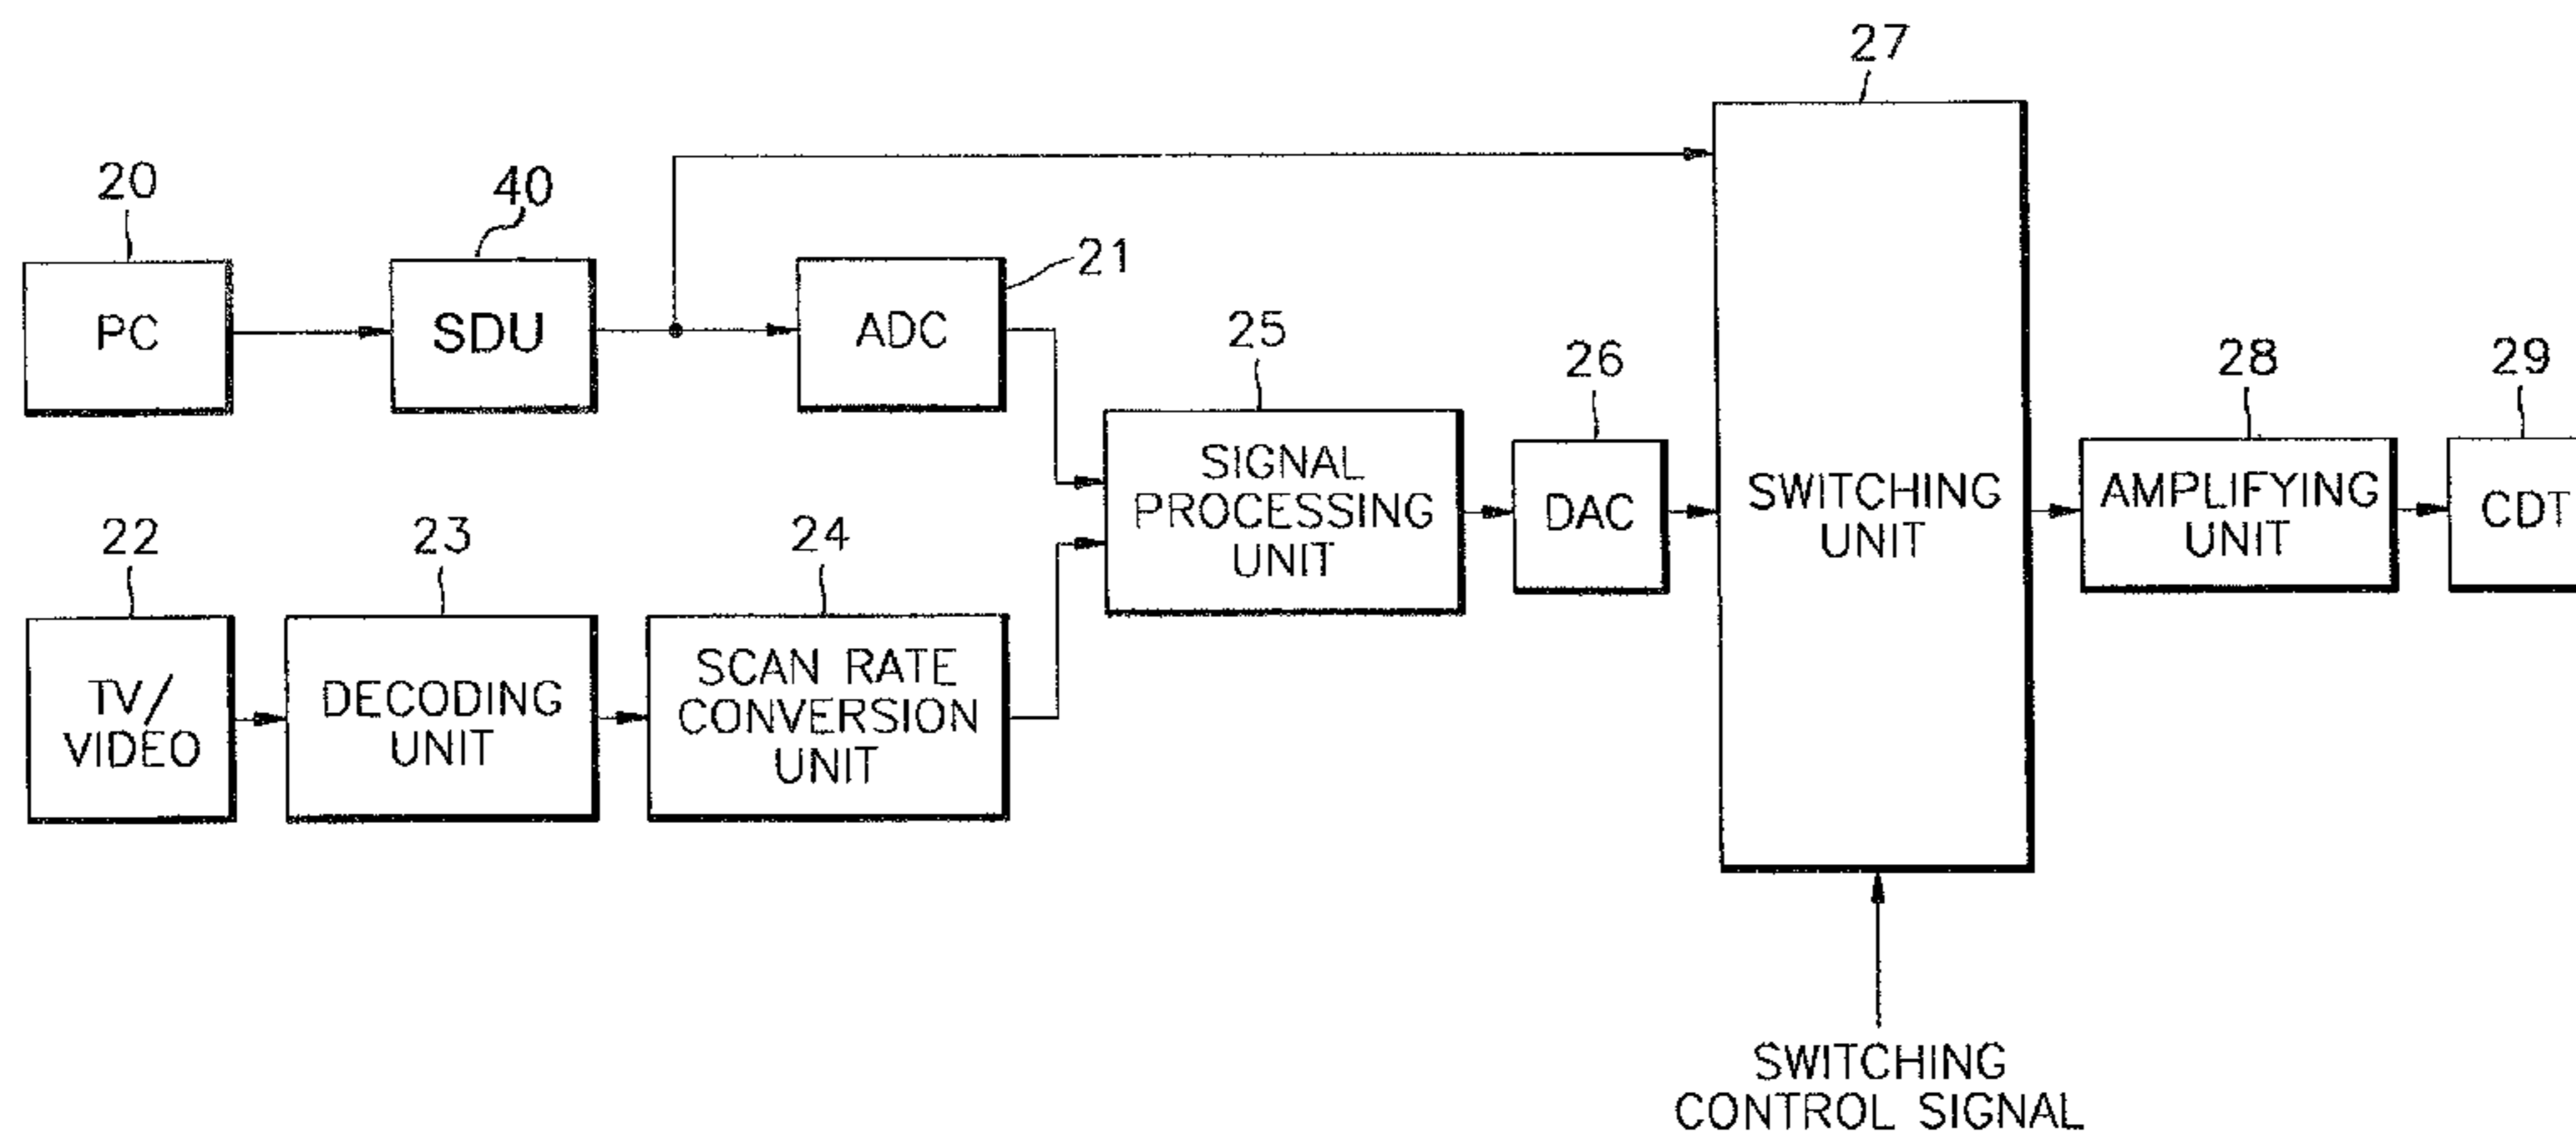 27
20
40
PC
SDU
21
ADC
25
SIGNAL
PROCESSING
UNIT
26
DAC
SWITCHING
UNIT
28
AMPLIFYING
UNIT
29
CDT
22
TV/
VIDEO
23
DECODING
UNIT
24
SCAN RATE
CONVERSION
UNIT
SWITCHING
CONTROL SIGNAL